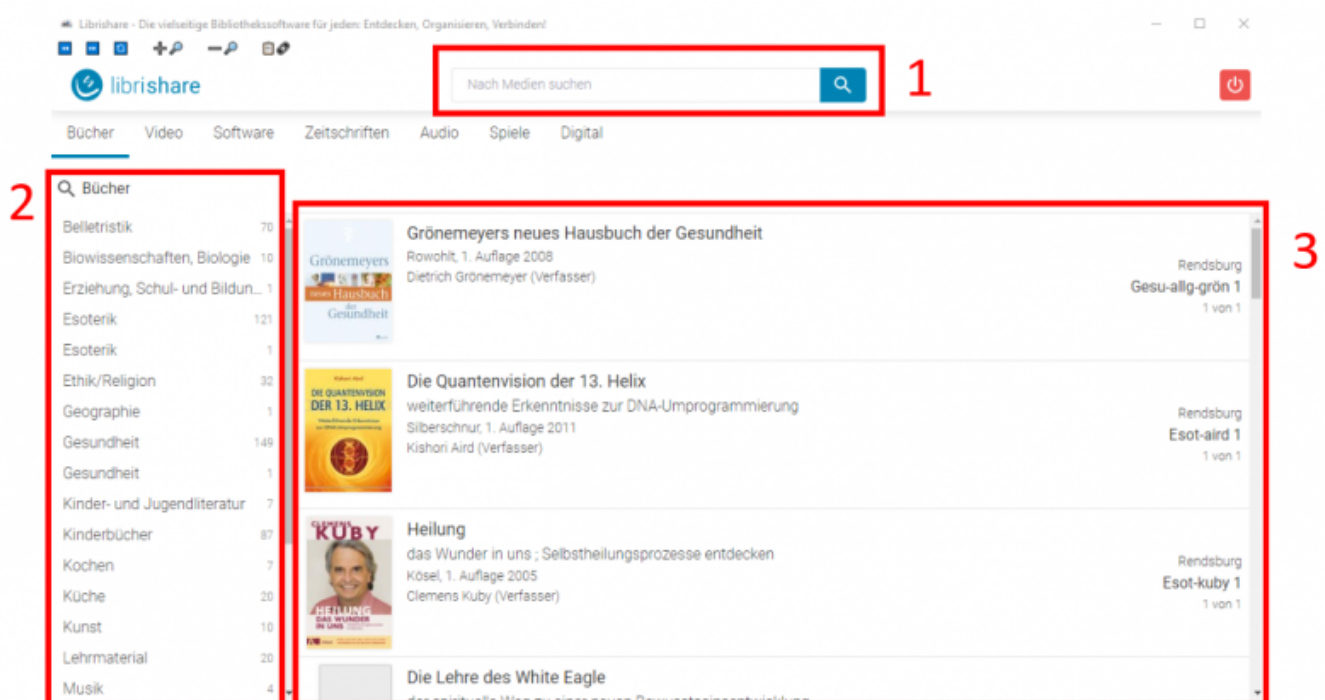 Librishare - Die vielseitige Bibliothekssoftware für jeden: Entdecken, Organisieren, Verbinden!
librishare
Nach Medien suchen
1
Bücher Video Software Zeitschriften Audio Spiele Digital
2
Bücher
Belletristik 70
Biowissenschaften, Biologie 10
Erziehung, Schul- und Bildun... 1
Esoterik 121
Esoterik 1
Ethik/Religion 32
Geographie 1
Gesundheit 149
Gesundheit 1
Kinder- und Jugendliteratur 7
Kinderbücher 87
Kochen 7
Küche 20
Kunst 10
Lehrmaterial 20
Musik 4
3
Grönemeyers
neues Hausbuch
der
Gesundheit
Grönemeyers neues Hausbuch der Gesundheit
Rowohlt, 1. Auflage 2008
Dietrich Grönemeyer (Verfasser)
Rendsburg
Gesu-allg-grön 1
1 von 1
DIE QUANTENVISION
DER 13. HELIX
Die Quantenvision der 13. Helix
weiterführende Erkenntnisse zur DNA-Umprogrammierung
Silberschnur, 1. Auflage 2011
Kishori Aird (Verfasser)
Rendsburg
Esot-aird 1
1 von 1
CLEMENS
KUBY
HEILUNG
DAS WUNDER
IN UNS
Heilung
das Wunder in uns ; Selbstheilungsprozesse entdecken
Kösel, 1. Auflage 2005
Clemens Kuby (Verfasser)
Rendsburg
Esot-kuby 1
1 von 1
Die Lehre des White Eagle
der spirituelle Weg zu einer neuen Bewusstseinsentwicklung